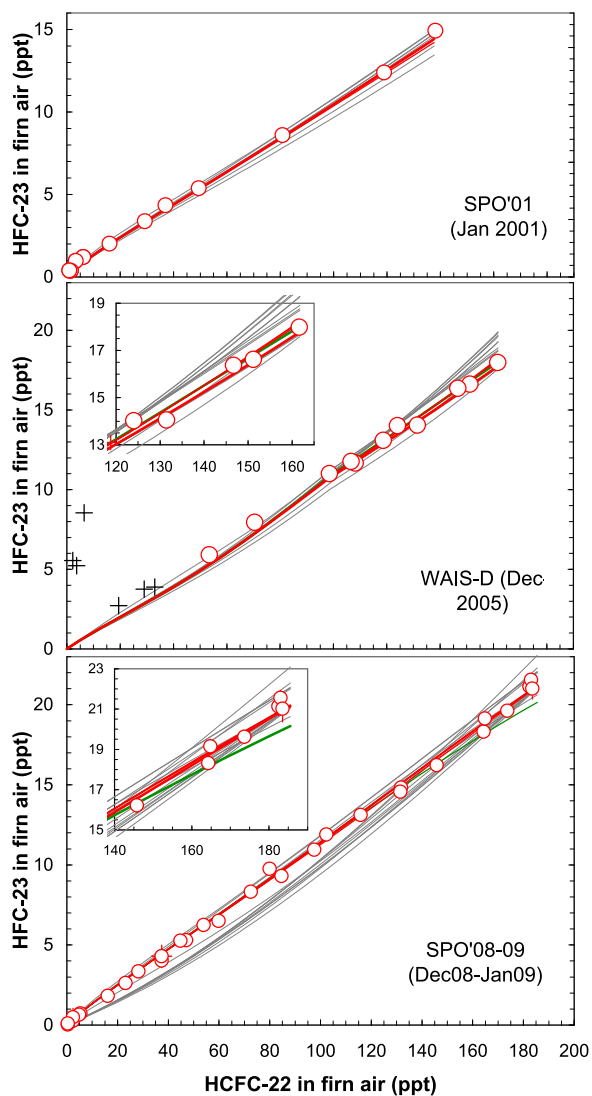 15
10
5
0
HFC-23 in firn air (ppt)
SPO'01
(Jan 2001)
20
15
10
5
0
HFC-23 in firn air (ppt)
19
18
17
16
15
14
13
120 130 140 150 160
WAIS-D (Dec-
2005)
20
15
10
5
0
HFC-23 in firn air (ppt)
23
21
19
17
15
140 160 180
SPO'08-09
(Dec08-Jan09)
0 20 40 60 80 100 120 140 160 180 200
HCFC-22 in firn air (ppt)